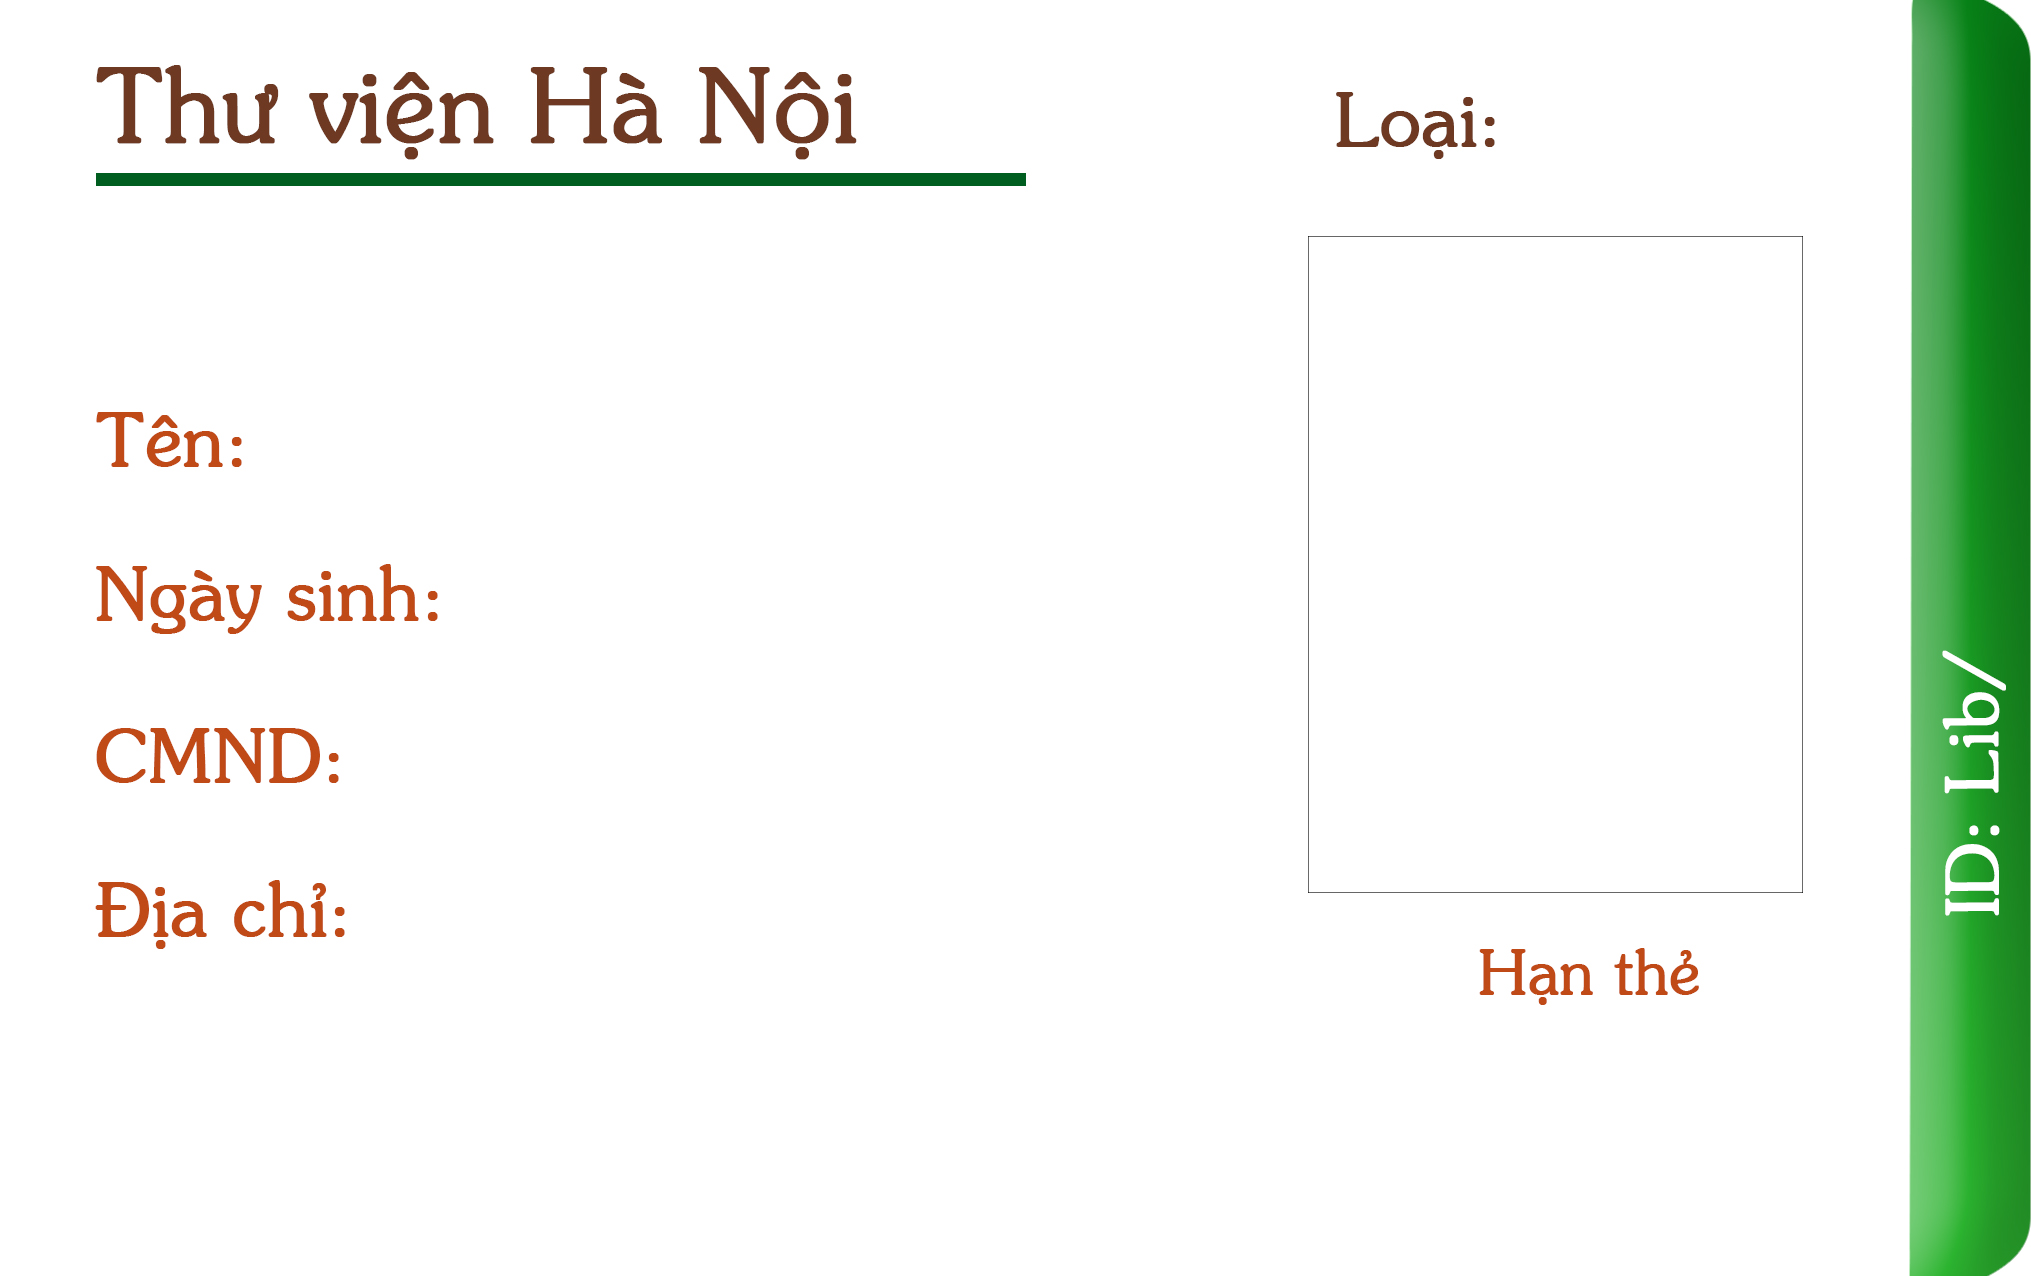 Thư viện Hà Nội
Loại:
Tên:
Ngày sinh:
CMND:
Địa chỉ:
Hạn thẻ
ID: Lib/